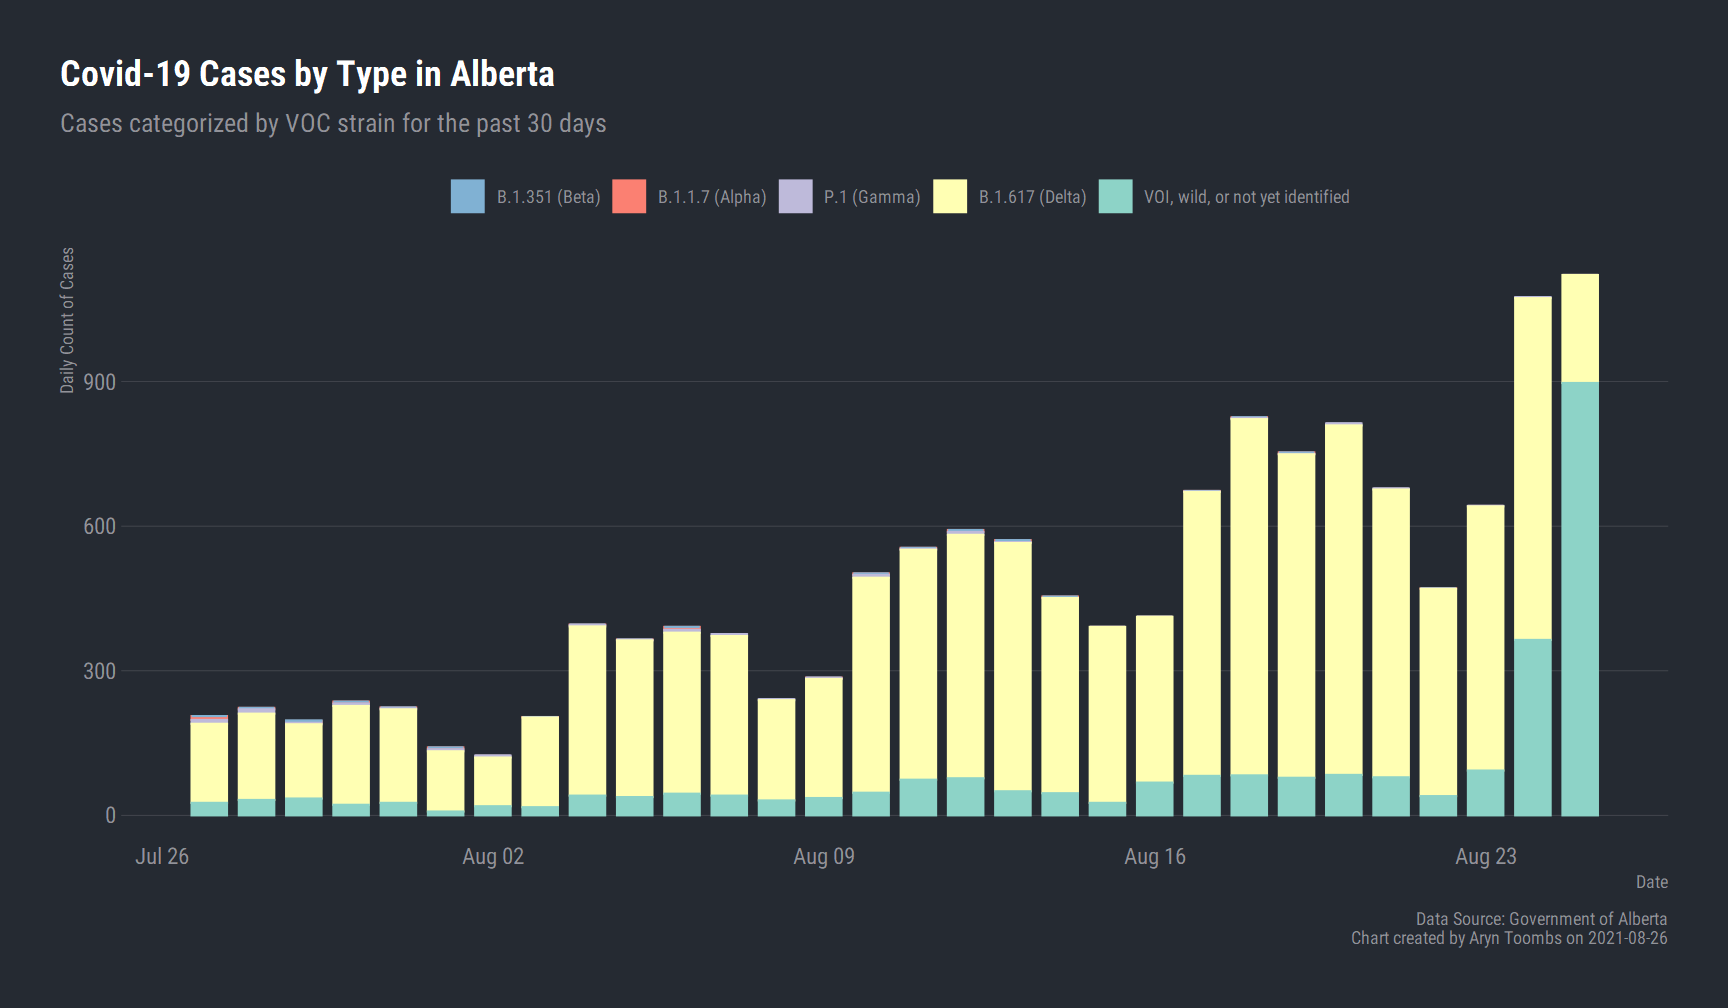 Covid-19 Cases by Type in Alberta
Cases categorized by VOC strain for the past 30 days
B.1.351 (Beta) B.1.1.7 (Alpha) P.1 (Gamma) B.1.617 (Delta) VOI, wild, or not yet identified
Daily Count of Cases
900
600
300
0
Jul 26 Aug 02 Aug 09 Aug 16 Aug 23
Date
Data Source: Government of Alberta
Chart created by Aryn Toombs on 2021-08-26